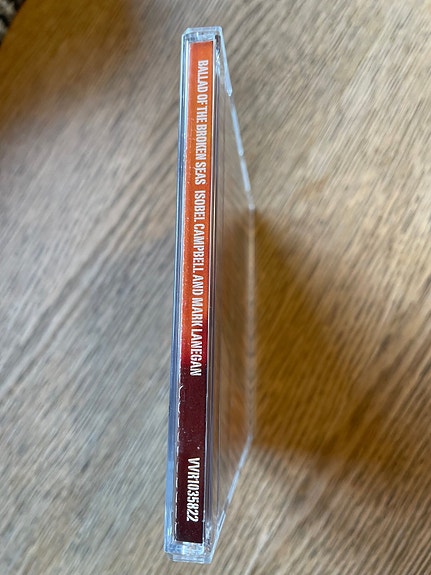 BALLAD OF THE BROKEN SEAS ISOBEL CAMPBELL AND MARK LANEGAN VVR1035822